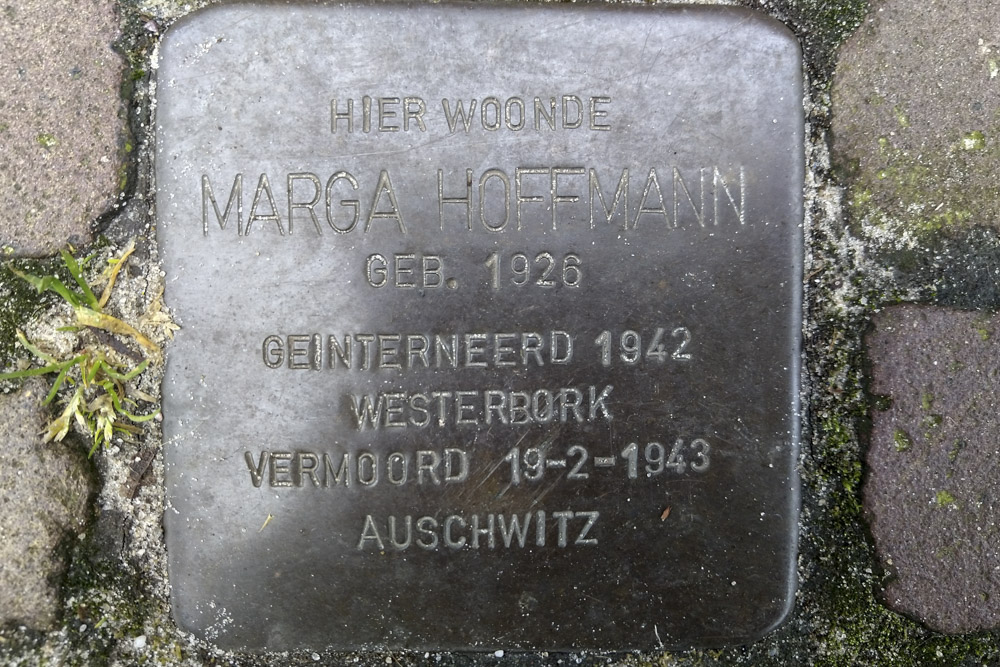 HIER WOONDE
MARGA HOFFMANN
GEB. 1926
GEINTERNEERD 1942
WESTERBORK
VERMOORD 19-2-1943
AUSCHWITZ